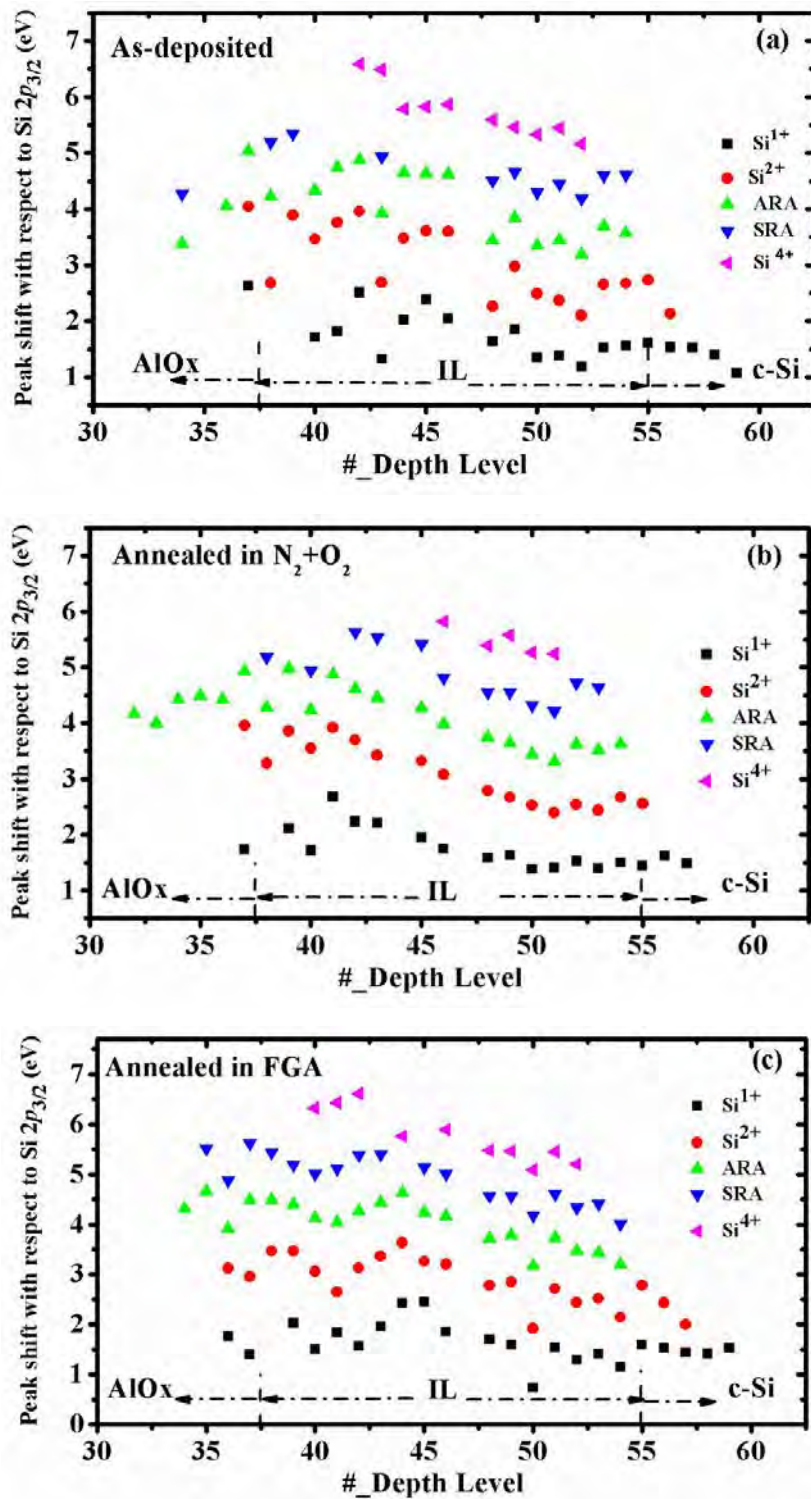 As-deposited
(a)
Peak shift with respect to Si 2p3/2 (eV)
7
6
5
4
3
2
1
Si1+
Si2+
ARA
SRA
Si4+
AlOx
IL
c-Si
30 35 40 45 50 55 60
#_Depth Level
Annealed in N2+O2
(b)
Peak shift with respect to Si 2p3/2 (eV)
7
6
5
4
3
2
1
Si1+
Si2+
ARA
SRA
Si4+
AlOx
IL
c-Si
30 35 40 45 50 55 60
#_Depth Level
Annealed in FGA
(c)
Peak shift with respect to Si 2p3/2 (eV)
7
6
5
4
3
2
1
0
Si1+
Si2+
ARA
SRA
Si4+
AlOx
IL
c-Si
30 35 40 45 50 55 60
#_Depth Level